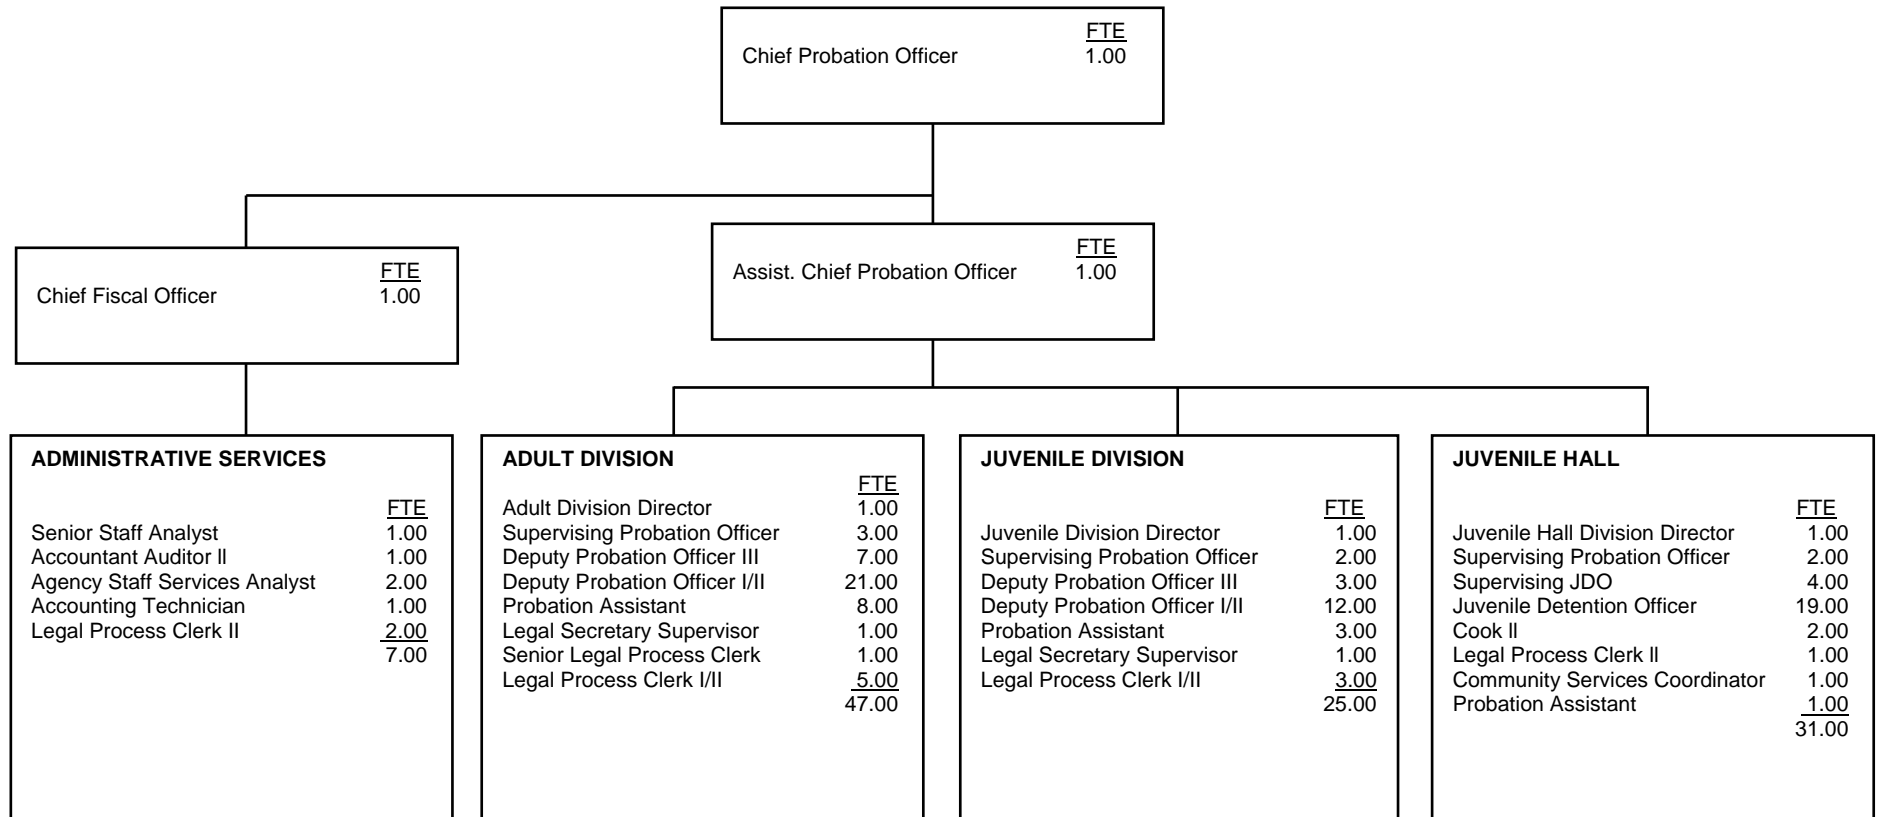 FTE
Chief Probation Officer 1.00
FTE
Assist. Chief Probation Officer 1.00
FTE
Chief Fiscal Officer 1.00
ADMINISTRATIVE SERVICES
FTE
Senior Staff Analyst 1.00
Accountant Auditor II 1.00
Agency Staff Services Analyst 2.00
Accounting Technician 1.00
Legal Process Clerk II 2.00
7.00
ADULT DIVISION
FTE
Adult Division Director 1.00
Supervising Probation Officer 3.00
Deputy Probation Officer III 7.00
Deputy Probation Officer I/II 21.00
Probation Assistant 8.00
Legal Secretary Supervisor 1.00
Senior Legal Process Clerk 1.00
Legal Process Clerk I/II 5.00
47.00
JUVENILE DIVISION
FTE
Juvenile Division Director 1.00
Supervising Probation Officer 2.00
Deputy Probation Officer III 3.00
Deputy Probation Officer I/II 12.00
Probation Assistant 3.00
Legal Secretary Supervisor 1.00
Legal Process Clerk I/II 3.00
25.00
JUVENILE HALL
FTE
Juvenile Hall Division Director 1.00
Supervising Probation Officer 2.00
Supervising JDO 4.00
Juvenile Detention Officer 19.00
Cook II 2.00
Legal Process Clerk II 1.00
Community Services Coordinator 1.00
Probation Assistant 1.00
31.00